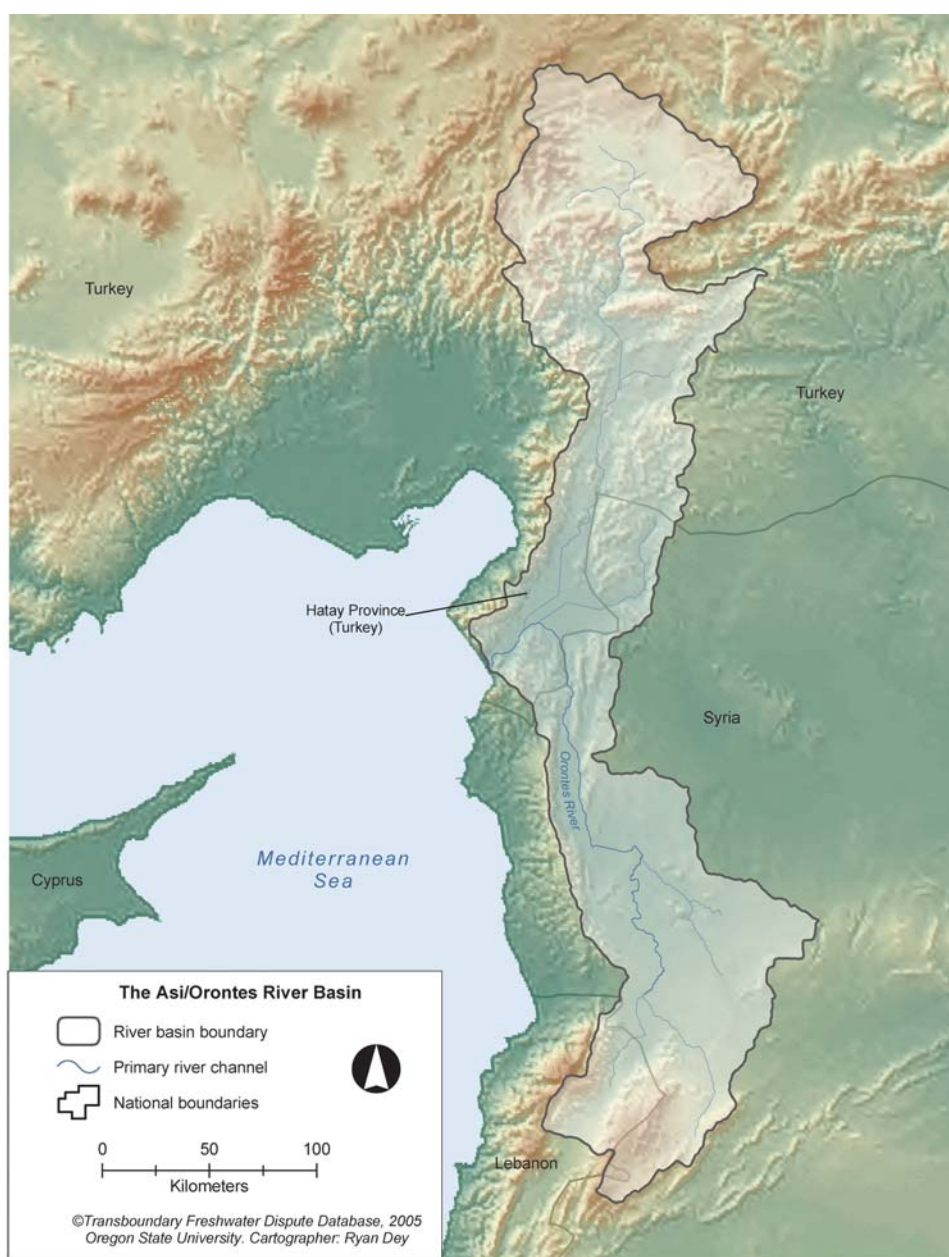 Turkey
Turkey
Hatay Province
(Turkey)
Syria
Orontes River
Mediterranean
Sea
Cyprus
Lebanon
The Asi/Orontes River Basin
River basin boundary
Primary river channel
National boundaries
0 50 100
Kilometers
©Transboundary Freshwater Dispute Database, 2005
Oregon State University. Cartographer: Ryan Dey